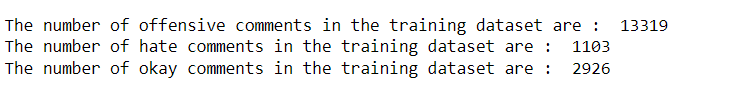 The number of offensive comments in the training dataset are :  13319
The number of hate comments in the training dataset are :  1103
The number of okay comments in the training dataset are :  2926